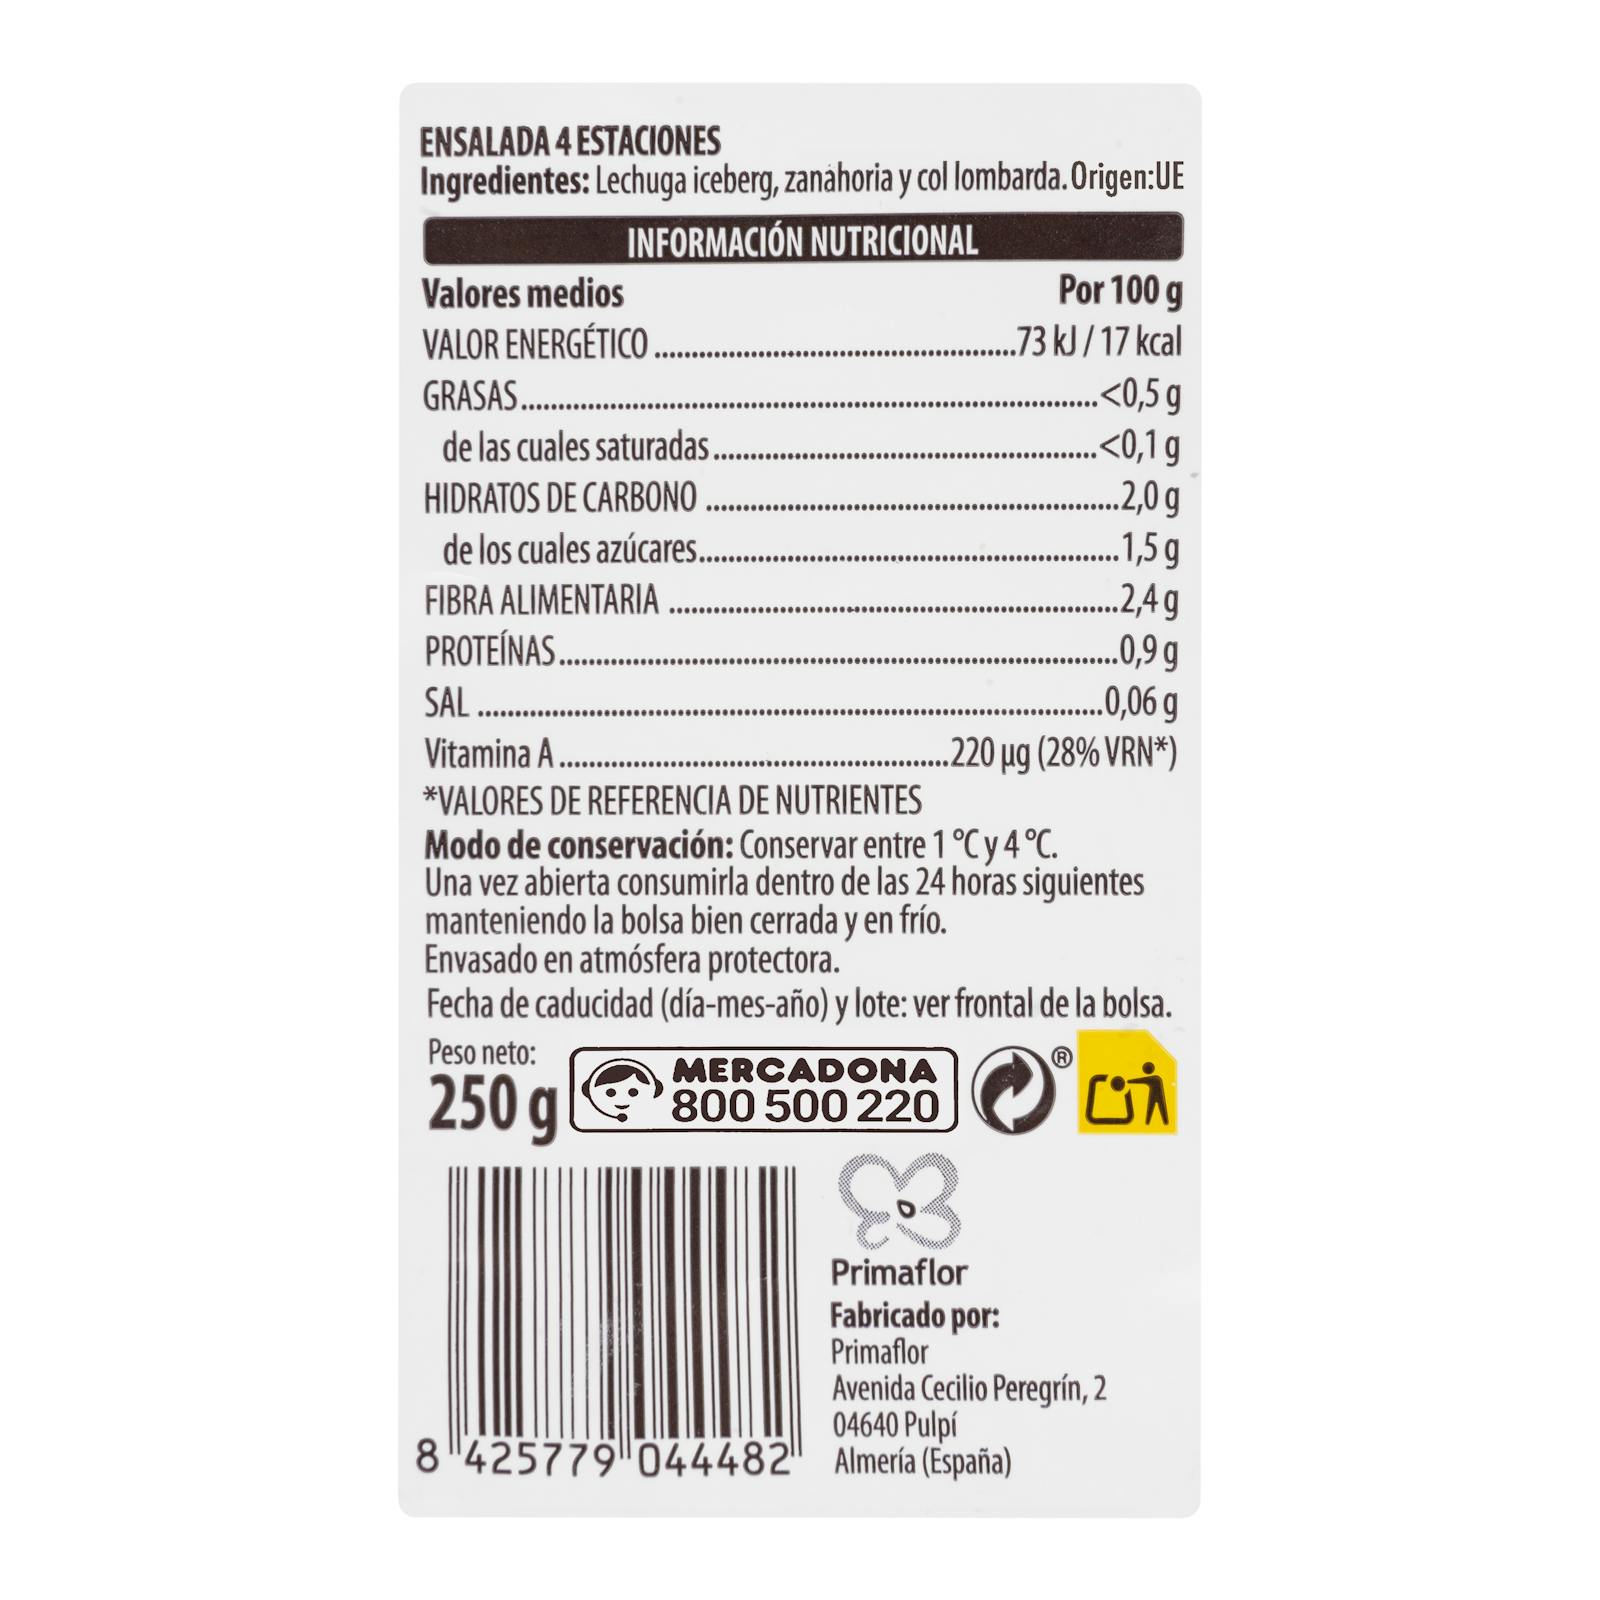 ENSALADA 4 ESTACIONES
Ingredientes: Lechuga iceberg, zanahoria y col lombarda. Origen:UE
INFORMACIÓN NUTRICIONAL
Valores medios Por 100 g
VALOR ENERGÉTICO ........ 73 kJ / 17 kcal
GRASAS ........ <0,5 g
de las cuales saturadas ........ <0,1 g
HIDRATOS DE CARBONO ........ 2,0 g
de los cuales azúcares ........ 1,5 g
FIBRA ALIMENTARIA ........ 2,4 g
PROTEÍNAS ........ 0,9 g
SAL ........ 0,06 g
Vitamina A ........ 220 µg (28% VRN*)
*VALORES DE REFERENCIA DE NUTRIENTES
Modo de conservación: Conservar entre 1 °C y 4 °C.
Una vez abierta consumirla dentro de las 24 horas siguientes
manteniendo la bolsa bien cerrada y en frío.
Envasado en atmósfera protectora.
Fecha de caducidad (día-mes-año) y lote: ver frontal de la bolsa.
Peso neto:
250 g
MERCADONA
800 500 220
®
8 425779 044482
Primaflor
Fabricado por:
Primaflor
Avenida Cecilio Peregrín, 2
04640 Pulpí
Almería (España)